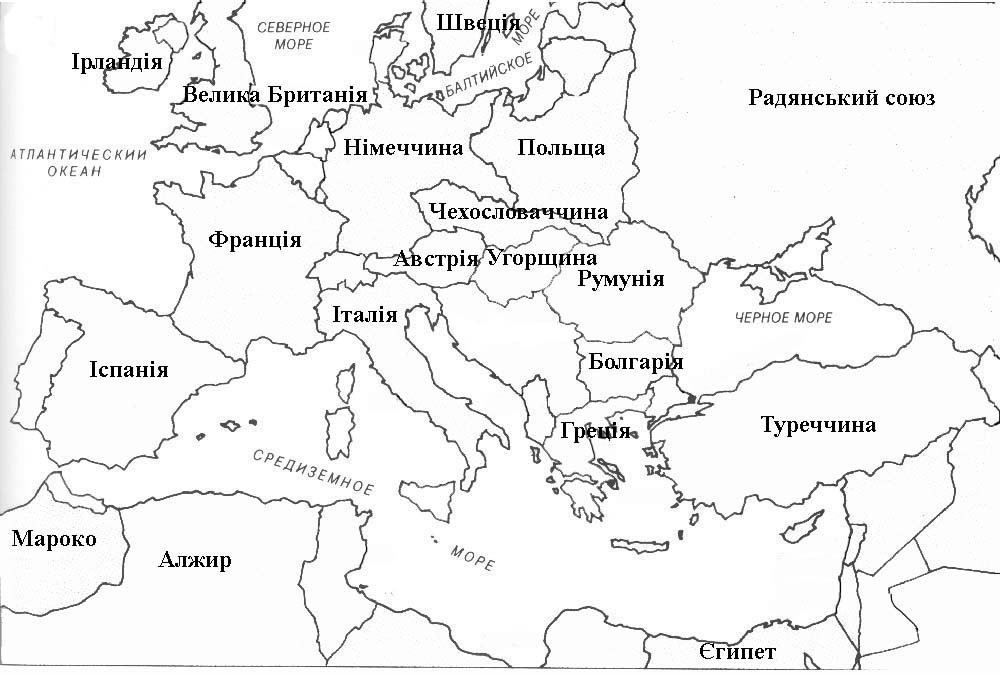 Швеція
СЕВЕРНОЕ
МОРЕ
МОРЕ
БАЛТИЙСКОЕ
Ірландія
Велика Британія
Радянський союз
АТЛАНТИЧЕСКИЙ
ОКЕАН
Німеччина
Польща
Чехословаччина
Франція
Австрія
Угорщина
Румунія
Італія
ЧЕРНОЕ МОРЕ
Іспанія
Болгарія
Греція
Туреччина
СРЕДИЗЕМНОЕ
МОРЕ
Мароко
Алжир
Єгипет